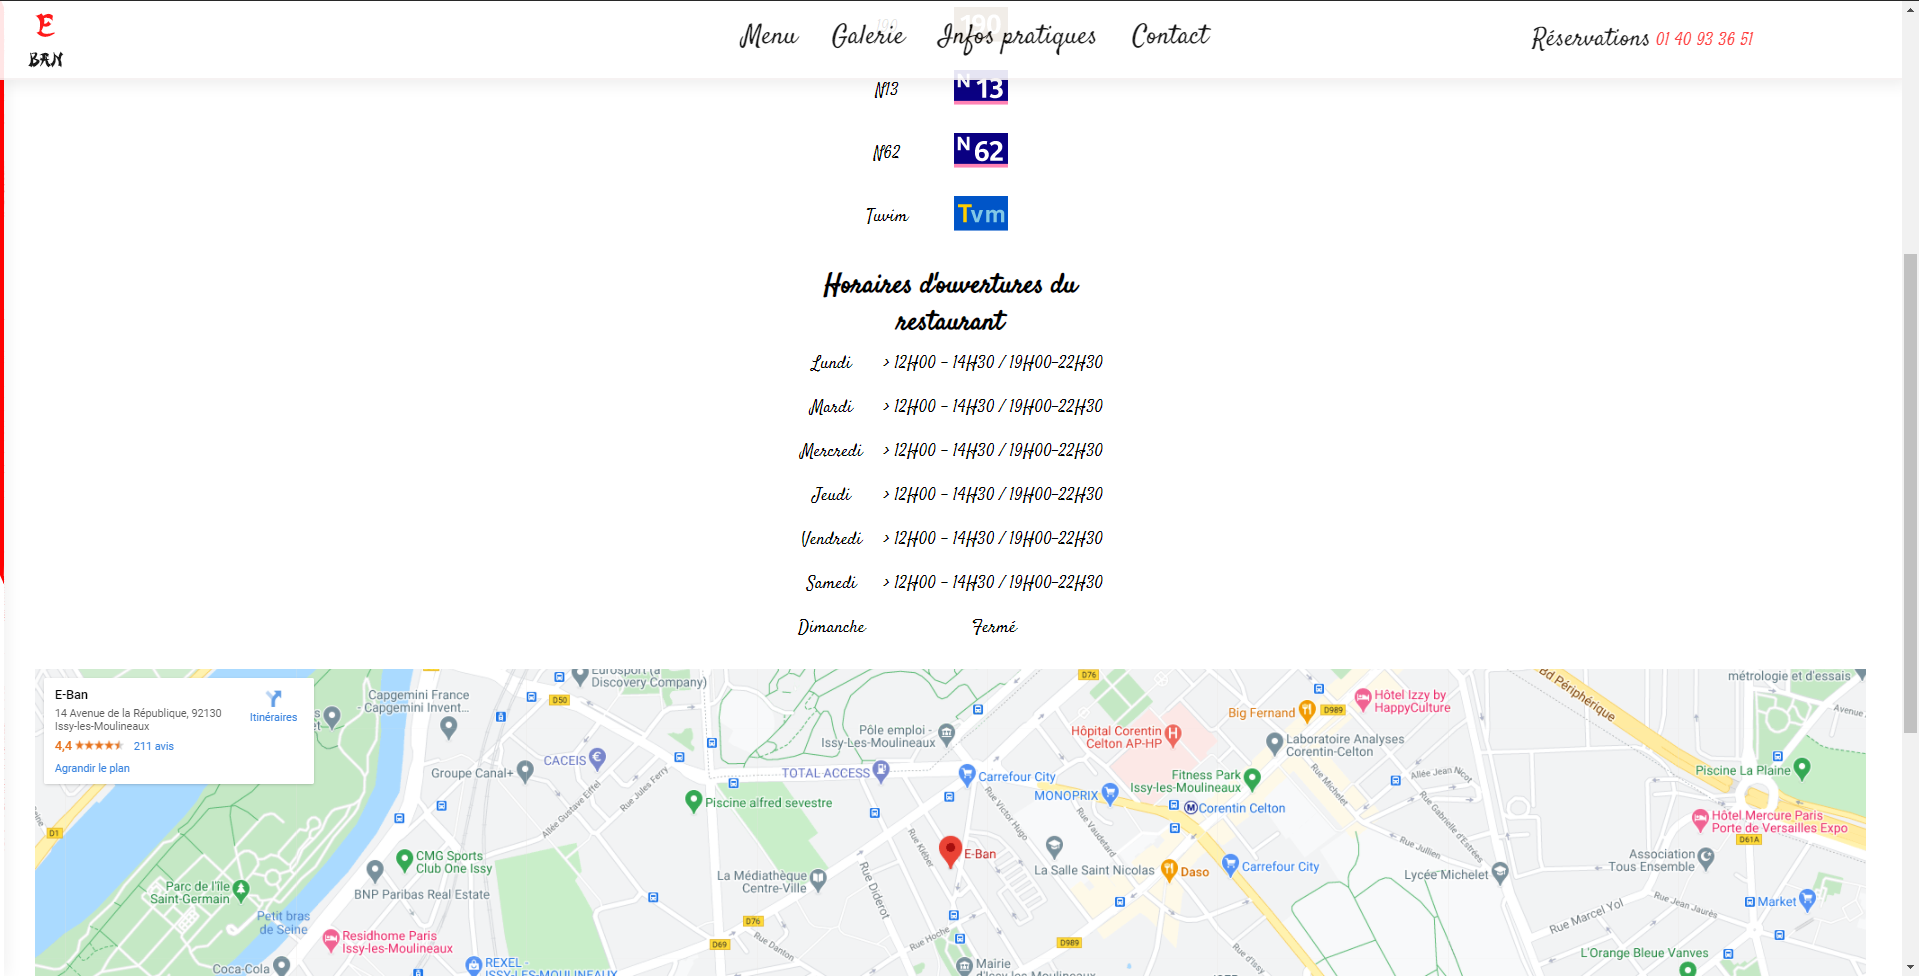 E
BAN
Menu
Galerie
Infos pratiques
Contact
Réservations 01 40 93 36 51
190
190
N13
N 13
N62
N 62
Tuvim
Tvm
Horaires d'ouvertures du
restaurant
Lundi > 12H00 - 14H30 / 19H00-22H30
Mardi > 12H00 - 14H30 / 19H00-22H30
Mercredi > 12H00 - 14H30 / 19H00-22H30
Jeudi > 12H00 - 14H30 / 19H00-22H30
Vendredi > 12H00 - 14H30 / 19H00-22H30
Samedi > 12H00 - 14H30 / 19H00-22H30
Dimanche Fermé
E-Ban
14 Avenue de la République, 92130
Issy-les-Moulineaux
4,4 211 avis
Agrandir le plan
Itinéraires
Capgemini France
- Capgemini Invent...
Eurosport (a
Discovery Company)
D50
D76
Bd Périphérique
métrologie et d'essais
Avenue
Hôtel Izzy by
HappyCulture
Big Fernand
D989
Pôle emploi -
Issy-Les-Moulineaux
Hôpital Corentin
Celton AP-HP
H
Laboratoire Analyses
Corentin-Celton
CACEIS
Groupe Canal+
TOTAL ACCESS
Carrefour City
MONOPRIX
Fitness Park
Issy-les-Moulineaux
M Corentin Celton
Allée Jean Nicot
Piscine La Plaine
Rue Jules Ferry
Allée Gustave Eiffel
Piscine alfred sevestre
Rue Victor Hugo
Rue Vaudetard
Rue Michelet
Rue Gabrielle d'Estrées
Hôtel Mercure Paris
Porte de Versailles Expo
D61A
D1
Rue Kléber
E-Ban
Rue Jullien
CMG Sports
Club One Issy
La Médiathèque
Centre-Ville
La Salle Saint Nicolas
Daso
Carrefour City
Lycée Michelet
Association
Tous Ensemble
BNP Paribas Real Estate
Parc de l'île
Saint-Germain
Rue Diderot
Rue Jean Jaurès
Market
Petit bras
de Seine
Rue Marcel Yol
D76
Residhome Paris
Issy-les-Moulineaux
D69
Rue Danton
Rue Hoche
D989
L'Orange Bleue Vanves
Coca-Cola
REXEL -
ISSY-LES-MOULINEAUX
Mairie
d'Issy les Moulineaux